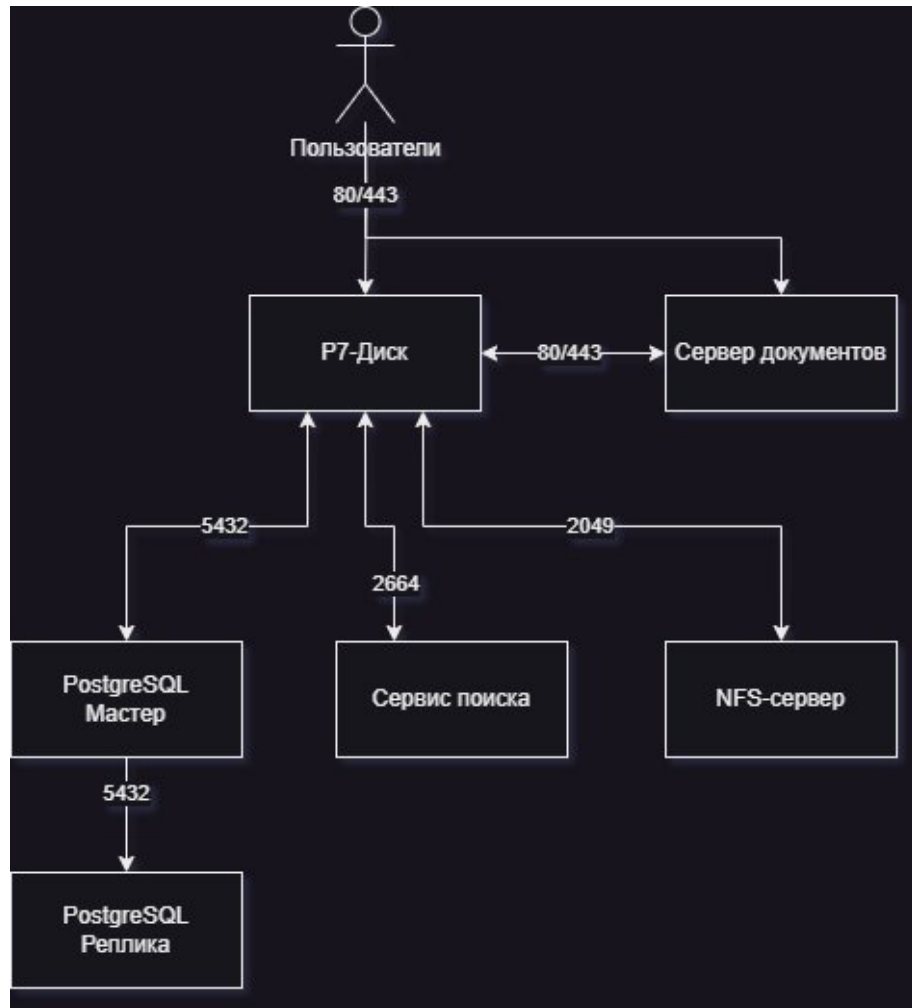 Пользователи
80/443
Р7-Диск
80/443
Сервер документов
5432
2049
2664
PostgreSQL
Мастер
Сервис поиска
NFS-сервер
5432
PostgreSQL
Реплика